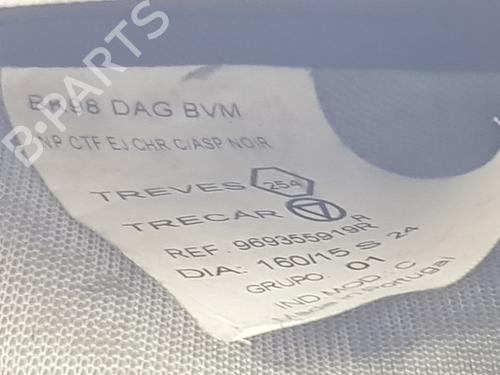 B-PARTS
DAG BVM
CTF EJ CHR C/ASP NOIR
TREVES 254
TRECAR
REF. 969355919R A
DIA: 160/15 S 24
GRUPO: 01
IND MOD. C
Made in Portugal